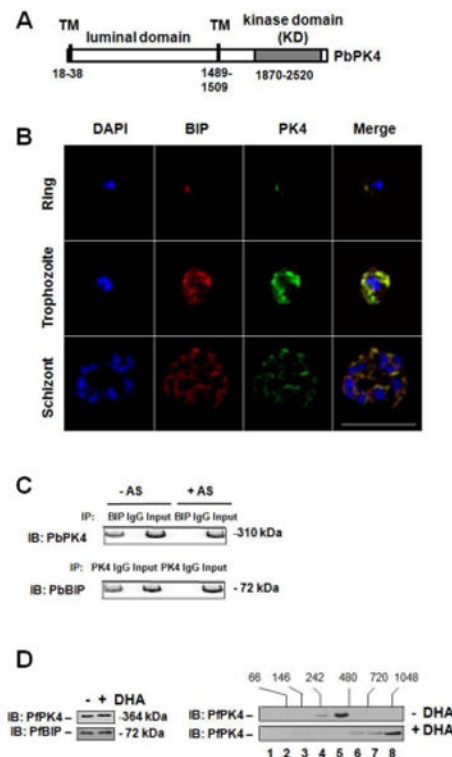 A
TM
luminal domain
TM
kinase domain
(KD)
PbPK4
18-38
1489-
1509
1870-2520
B
DAPI
BIP
PK4
Merge
Ring
Trophozoite
Schizont
C
- AS
+ AS
IP: BIP IgG Input BIP IgG Input
IB: PbPK4
-310 kDa
IP: PK4 IgG Input PK4 IgG Input
IB: PbBIP
- 72 kDa
D
- + DHA
IB: PfPK4 –
-364 kDa
IB: PfBIP –
- 72 kDa
66 146 242 480 720 1048
IB: PfPK4 –
- DHA
IB: PfPK4 –
+ DHA
1 2 3 4 5 6 7 8